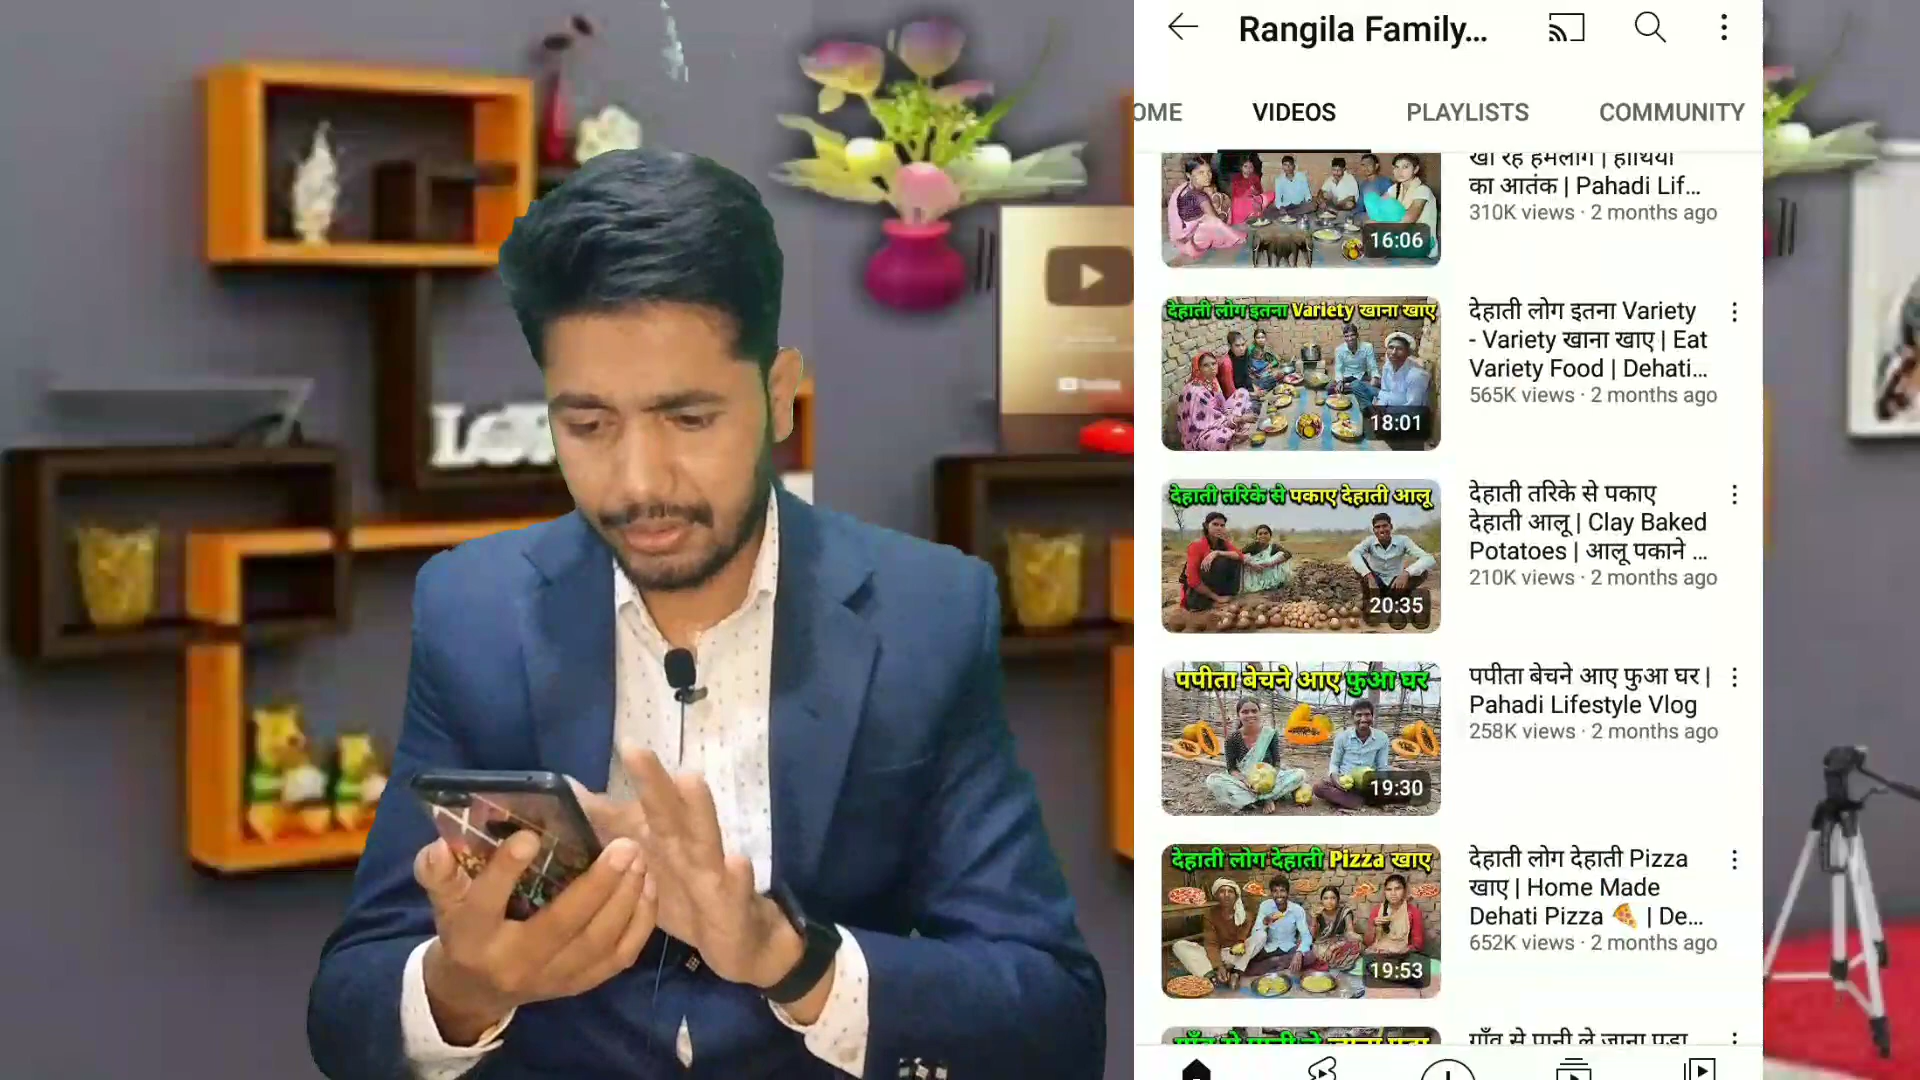 Rangila Family...
OME VIDEOS PLAYLISTS COMMUNITY
खा रहे हमलोग | हाथियों
का आतंक | Pahadi Lif...
310K views · 2 months ago
16:06
देहाती लोग इतना Variety खाना खाए
18:01
देहाती लोग इतना Variety
- Variety खाना खाए | Eat
Variety Food | Dehati...
565K views · 2 months ago
देहाती तरिके से पकाए देहाती आलू
20:35
देहाती तरिके से पकाए
देहाती आलू | Clay Baked
Potatoes | आलू पकाने ...
210K views · 2 months ago
पपीता बेचने आए फुआ घर
19:30
पपीता बेचने आए फुआ घर |
Pahadi Lifestyle Vlog
258K views · 2 months ago
देहाती लोग देहाती Pizza खाए
19:53
देहाती लोग देहाती Pizza
खाए | Home Made
Dehati Pizza 🍕 | De...
652K views · 2 months ago
गाँव से पानी ले जाना पड़ा